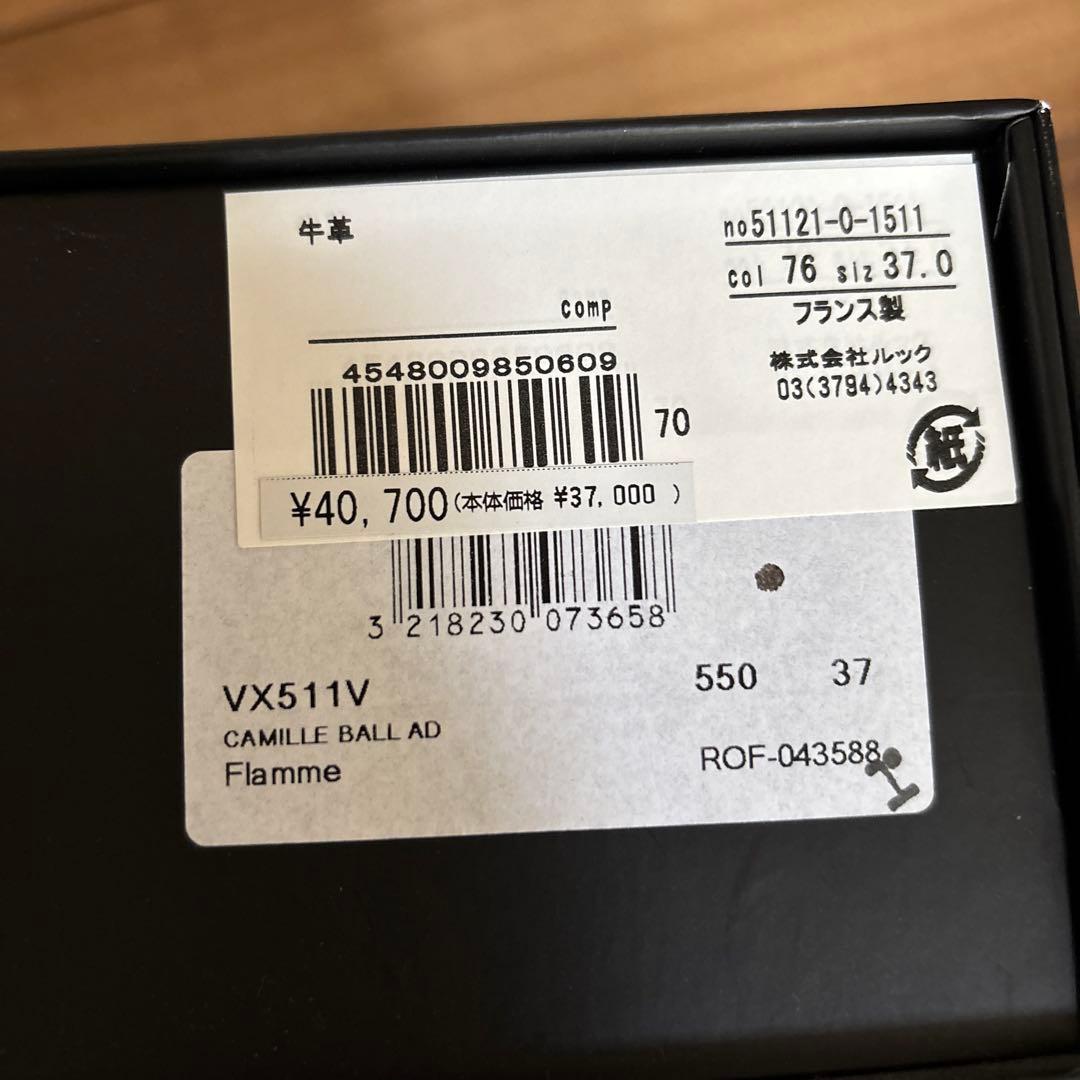 牛革
no51121-0-1511
col 76 siz 37.0
フランス製
comp
株式会社ルック
03(3794)4343
4548009850609
70
紙
¥40,700(本体価格 ¥37,000 )
3 218230 073658
VX511V 550 37
CAMILLE BALLAD
Flamme ROF-043588